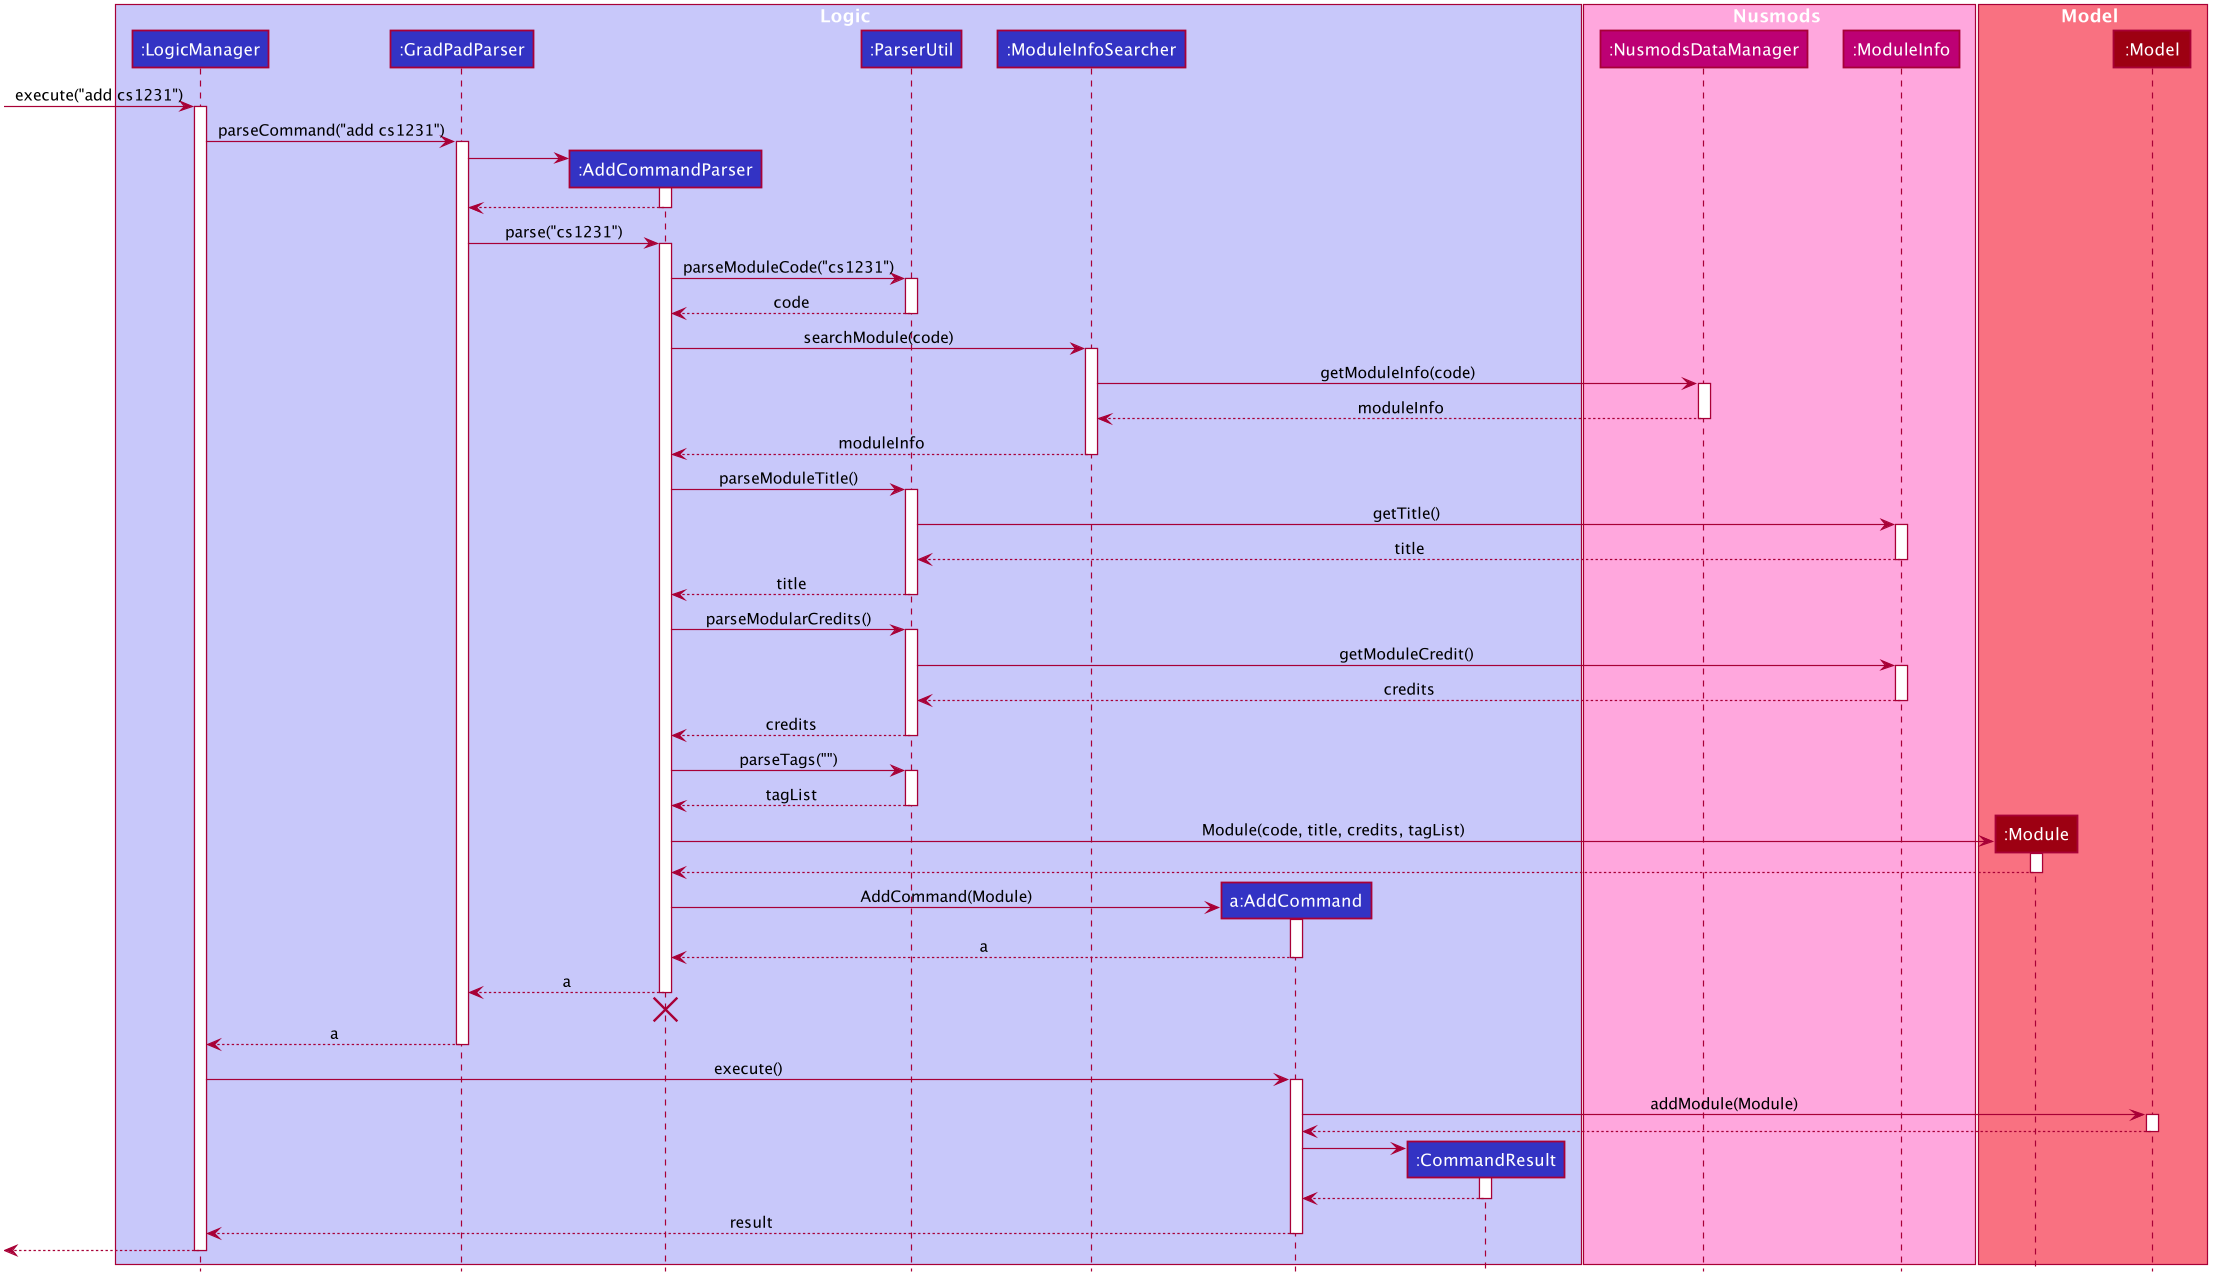 Logic
Nusmods
Model
:LogicManager
:GradPadParser
:ParserUtil
:ModuleInfoSearcher
:NusmodsDataManager
:ModuleInfo
:Model
execute("add cs1231")
parseCommand("add cs1231")
:AddCommandParser
parse("cs1231")
parseModuleCode("cs1231")
code
searchModule(code)
getModuleInfo(code)
moduleInfo
moduleInfo
parseModuleTitle()
getTitle()
title
title
parseModularCredits()
getModuleCredit()
credits
credits
parseTags("")
tagList
Module(code, title, credits, tagList)
:Module
AddCommand(Module)
a:AddCommand
a
a
a
execute()
addModule(Module)
:CommandResult
result